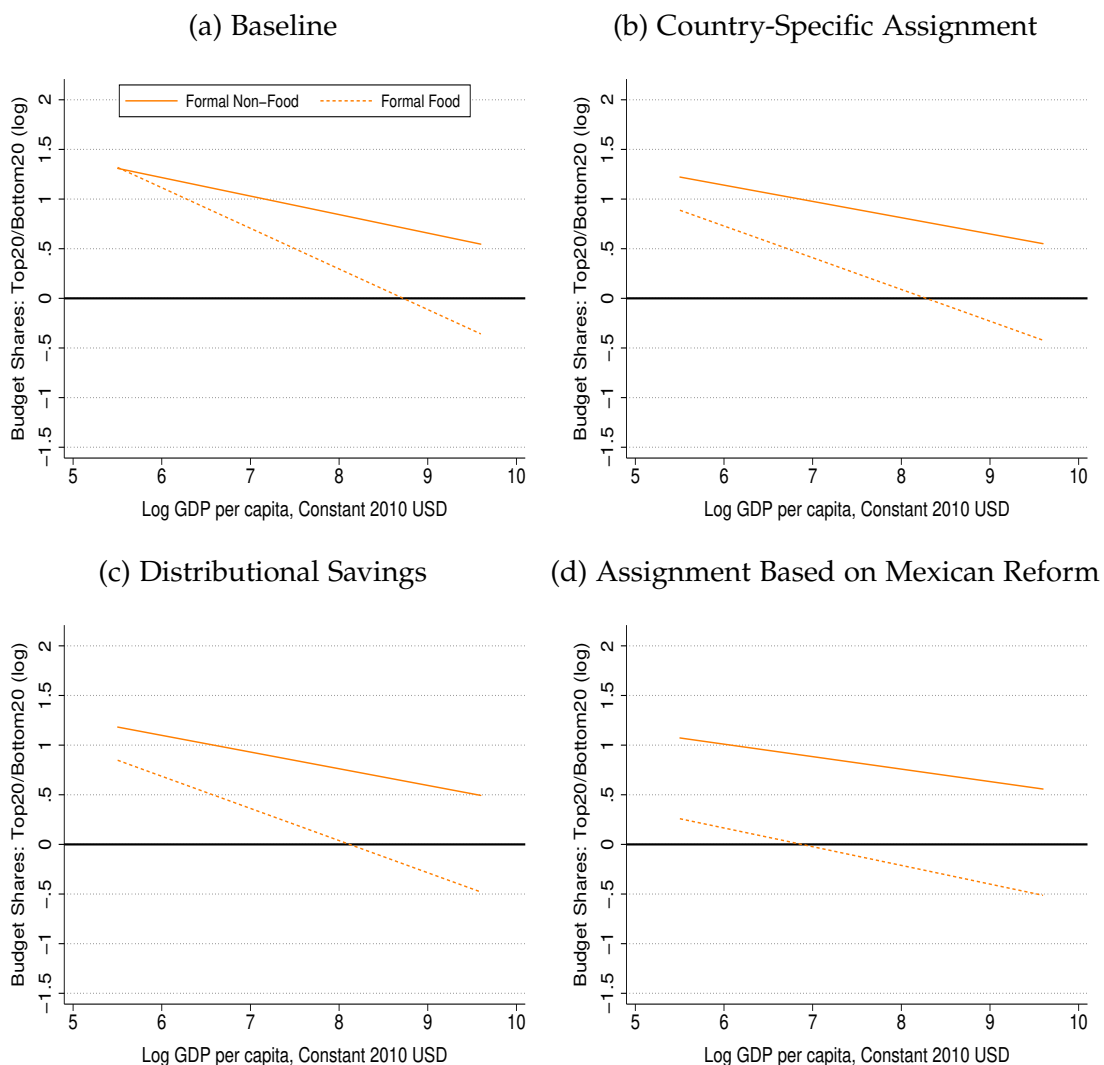 (a) Baseline
(b) Country-Specific Assignment
Budget Shares: Top20/Bottom20 (log)
2
1.5
1
.5
0
−.5
−1
−1.5
Formal Non−Food
Formal Food
5 6 7 8 9 10
Log GDP per capita, Constant 2010 USD
Budget Shares: Top20/Bottom20 (log)
2
1.5
1
.5
0
−.5
−1
−1.5
5 6 7 8 9 10
Log GDP per capita, Constant 2010 USD
(c) Distributional Savings
(d) Assignment Based on Mexican Reform
Budget Shares: Top20/Bottom20 (log)
2
1.5
1
.5
0
−.5
−1
−1.5
5 6 7 8 9 10
Log GDP per capita, Constant 2010 USD
Budget Shares: Top20/Bottom20 (log)
2
1.5
1
.5
0
−.5
−1
−1.5
5 6 7 8 9 10
Log GDP per capita, Constant 2010 USD